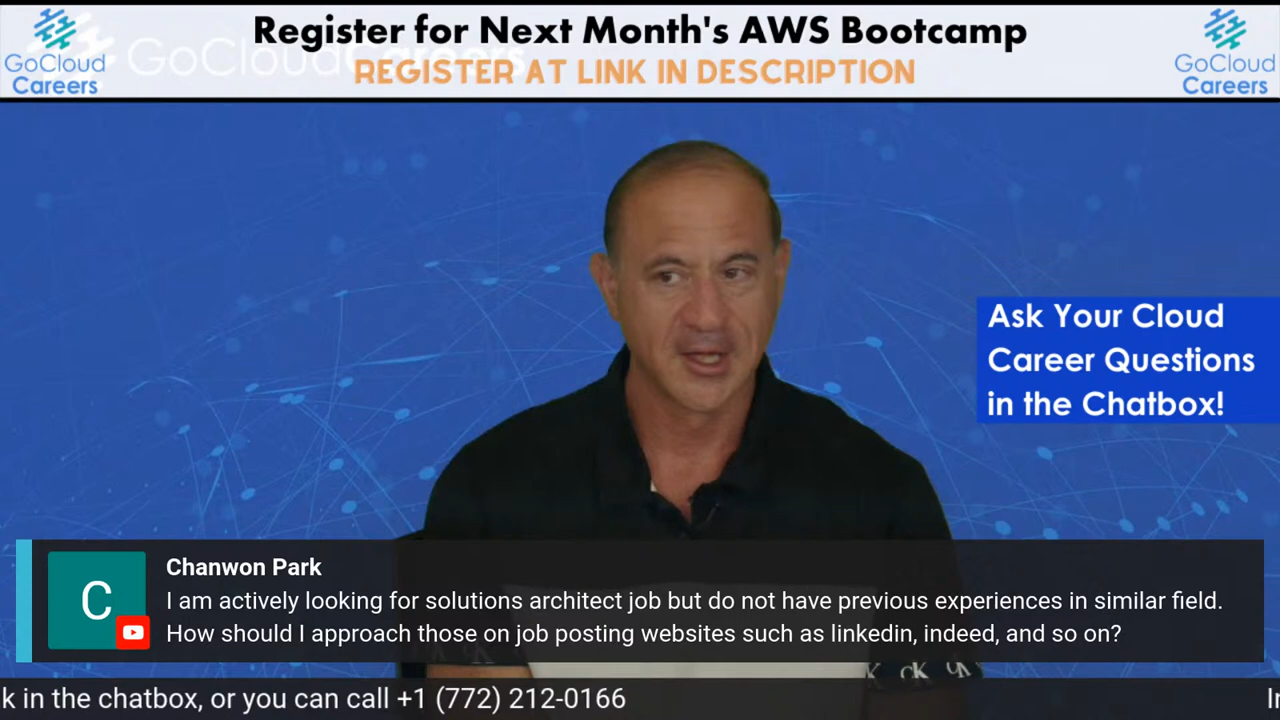 Register for Next Month's AWS Bootcamp
REGISTER AT LINK IN DESCRIPTION
GoCloud
Careers
GoCloud Careers
GoCloud
Careers
Ask Your Cloud
Career Questions
in the Chatbox!
C
Chanwon Park
I am actively looking for solutions architect job but do not have previous experiences in similar field.
How should I approach those on job posting websites such as linkedin, indeed, and so on?
CK CK
k in the chatbox, or you can call +1 (772) 212-0166